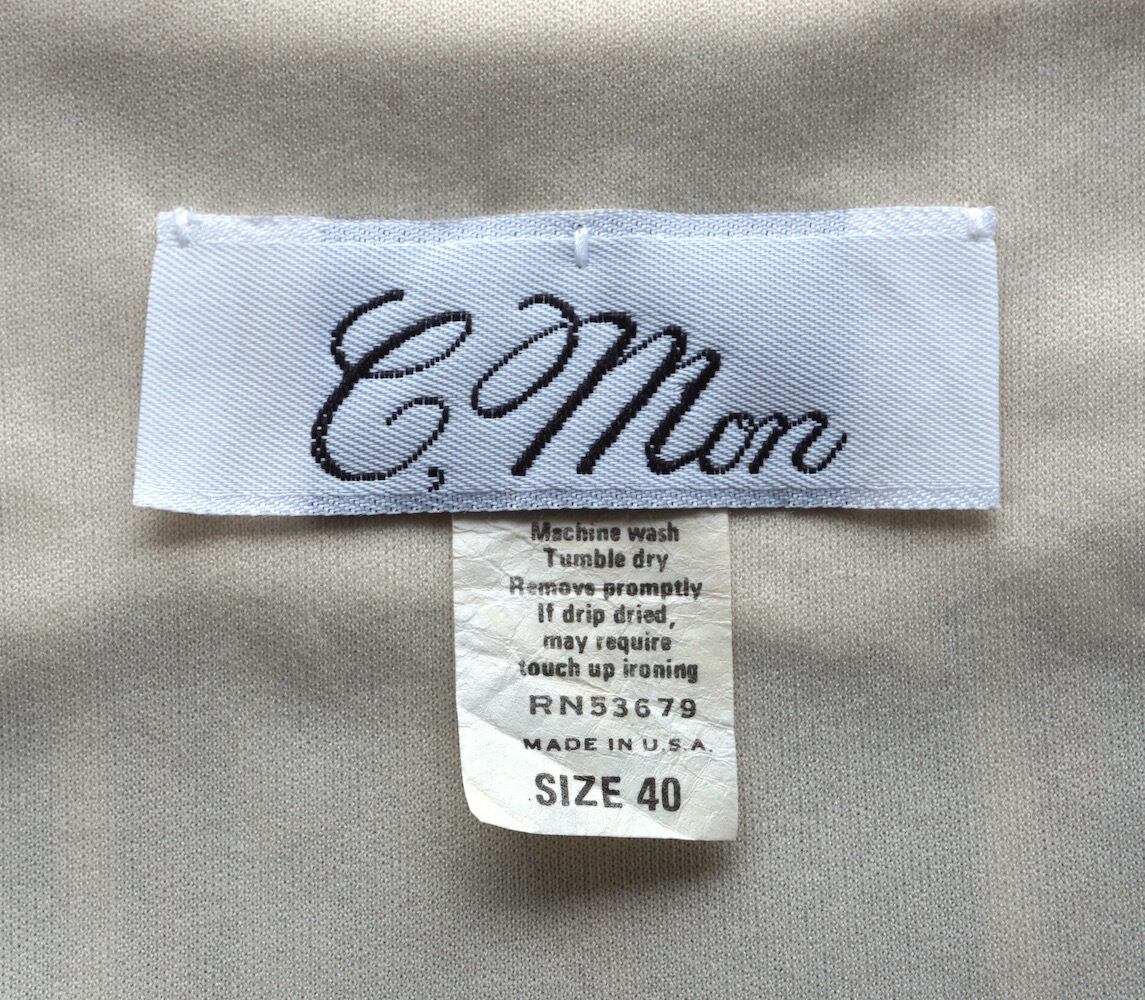 C, Mon
Machine wash
Tumble dry
Remove promptly
If drip dried,
may require
touch up ironing
RN53679
MADE IN U.S.A.
SIZE 40